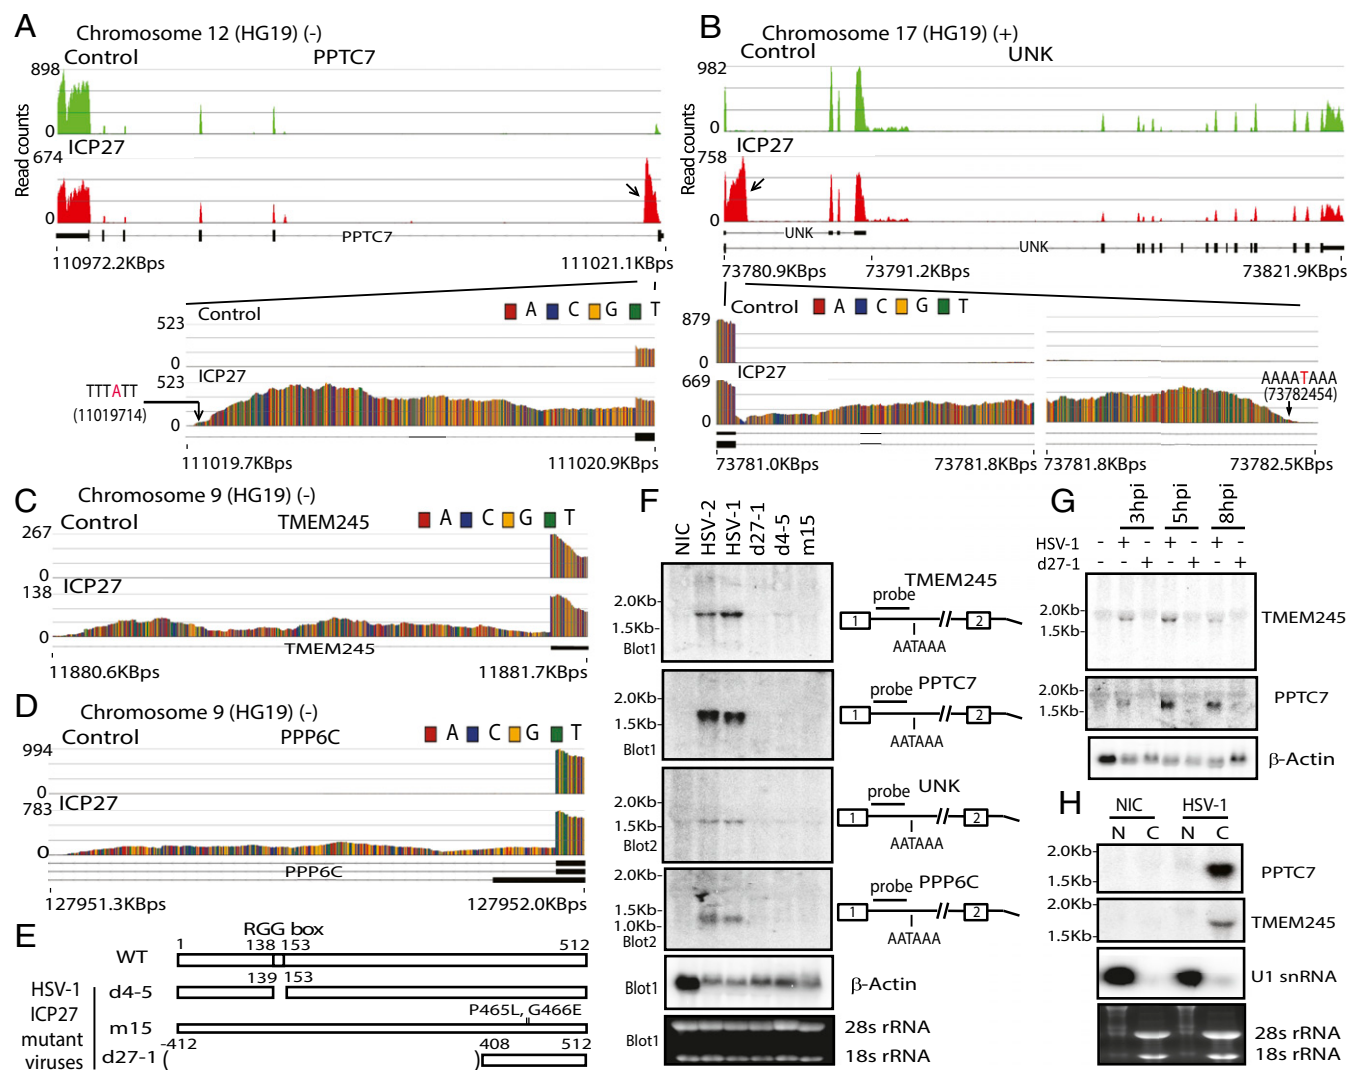 A
Chromosome 12 (HG19) (-)
Control
PPTC7
898
0
ICP27
674
0
Read counts
PPTC7
110972.2KBps
111021.1KBps
A C G T
Control
523
0
ICP27
523
0
TTTATT
(11019714)
111019.7KBps
111020.9KBps
B
Chromosome 17 (HG19) (+)
Control
UNK
982
0
ICP27
758
0
Read counts
UNK
UNK
73780.9KBps
73791.2KBps
73821.9KBps
Control
A C G T
879
0
ICP27
669
0
AAAATAAA
(73782454)
73781.0KBps
73781.8KBps
73781.8KBps
73782.5KBps
C
Chromosome 9 (HG19) (-)
Control
TMEM245
A C G T
267
0
ICP27
138
0
TMEM245
11880.6KBps
11881.7KBps
D
Chromosome 9 (HG19) (-)
Control
PPP6C
A C G T
994
0
ICP27
783
0
PPP6C
127951.3KBps
127952.0KBps
E
RGG box
1
138
153
512
WT
139
153
d4-5
P465L, G466E
m15
-412
408
512
d27-1
( )
HSV-1
ICP27
mutant
viruses
F
NIC
HSV-2
HSV-1
d27-1
d4-5
m15
2.0Kb-
1.5Kb-
Blot1
TMEM245
probe
1
2
AATAAA
2.0Kb-
1.5Kb-
Blot1
PPTC7
probe
1
2
AATAAA
2.0Kb-
1.5Kb-
Blot2
UNK
probe
1
2
AATAAA
2.0Kb-
1.5Kb-
1.0Kb-
Blot2
PPP6C
probe
1
2
AATAAA
Blot1
β-Actin
Blot1
28s rRNA
18s rRNA
G
3hpi
5hpi
8hpi
HSV-1 - + - + - + -
d27-1 - - + - + - +
2.0Kb-
1.5Kb-
TMEM245
2.0Kb-
1.5Kb-
PPTC7
β-Actin
H
NIC
HSV-1
N C N C
2.0Kb-
1.5Kb-
PPTC7
2.0Kb-
1.5Kb-
TMEM245
U1 snRNA
28s rRNA
18s rRNA